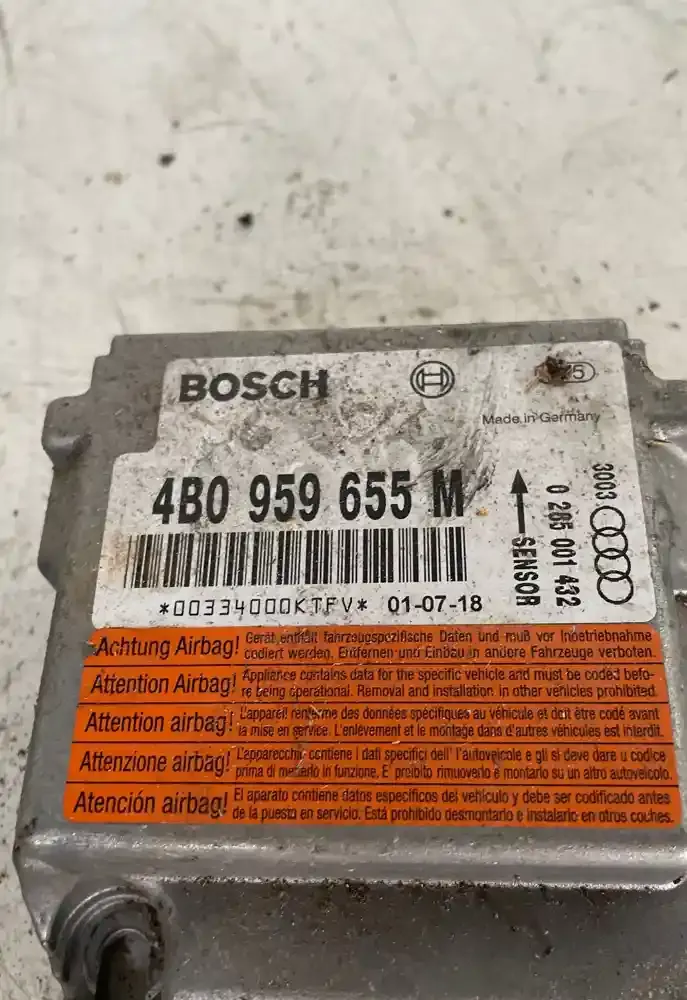 BOSCH
Made in Germany
4B0 959 655 M
SENSOR
0 285 001 432
3003
*00334000KTFV* 01-07-18
Achtung Airbag! Gerät enthält fahrzeugspezifische Daten und muß vor Inbetriebnahme
codiert werden. Entfernen und Einbau in andere Fahrzeuge verboten.
Attention Airbag! Appliance contains data for the specific vehicle and must be coded befo-
re being operational. Removal and installation in other vehicles prohibited.
Attention airbag! L'appareil renferme des données spécifiques au véhicule et doit être codé avant
la mise en service. L'enlèvement et le montage dans d'autres véhicules est interdit.
Attenzione airbag! L'apparecchio contiene i dati specifici dell' l'autoveicole e gli si deve dare u codice
prima di metterlo in funzione. E' proibito rimuoverlo e montarlo su un altro autoveicolo.
Atención airbag! El aparato contiene datos específicos del vehículo y debe ser codificado antes
de la puesta en servicio. Está prohibido desmontarlo e instalarlo en otros coches.